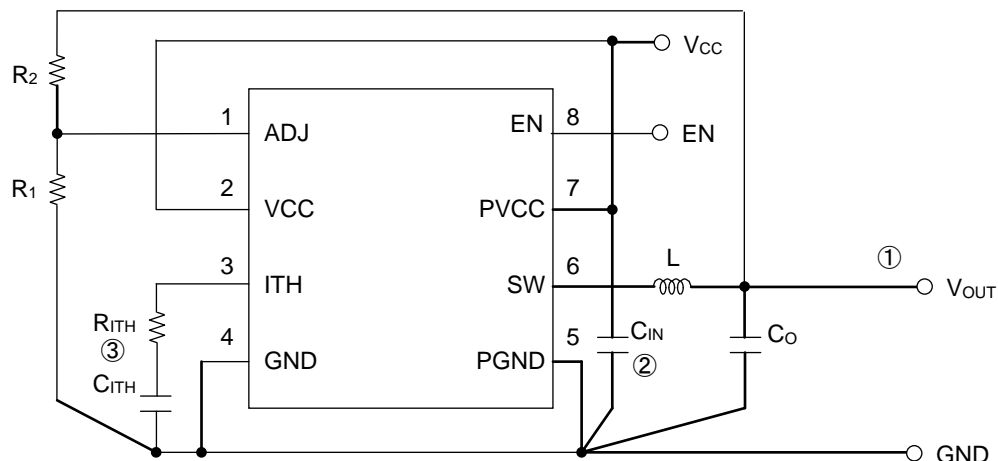 R2
R1
1
ADJ
2
VCC
3
ITH
4
GND
EN
8
PVCC
7
SW
6
PGND
5
VCC
EN
L
①
VOUT
RITH
③
CITH
CIN
②
CO
GND